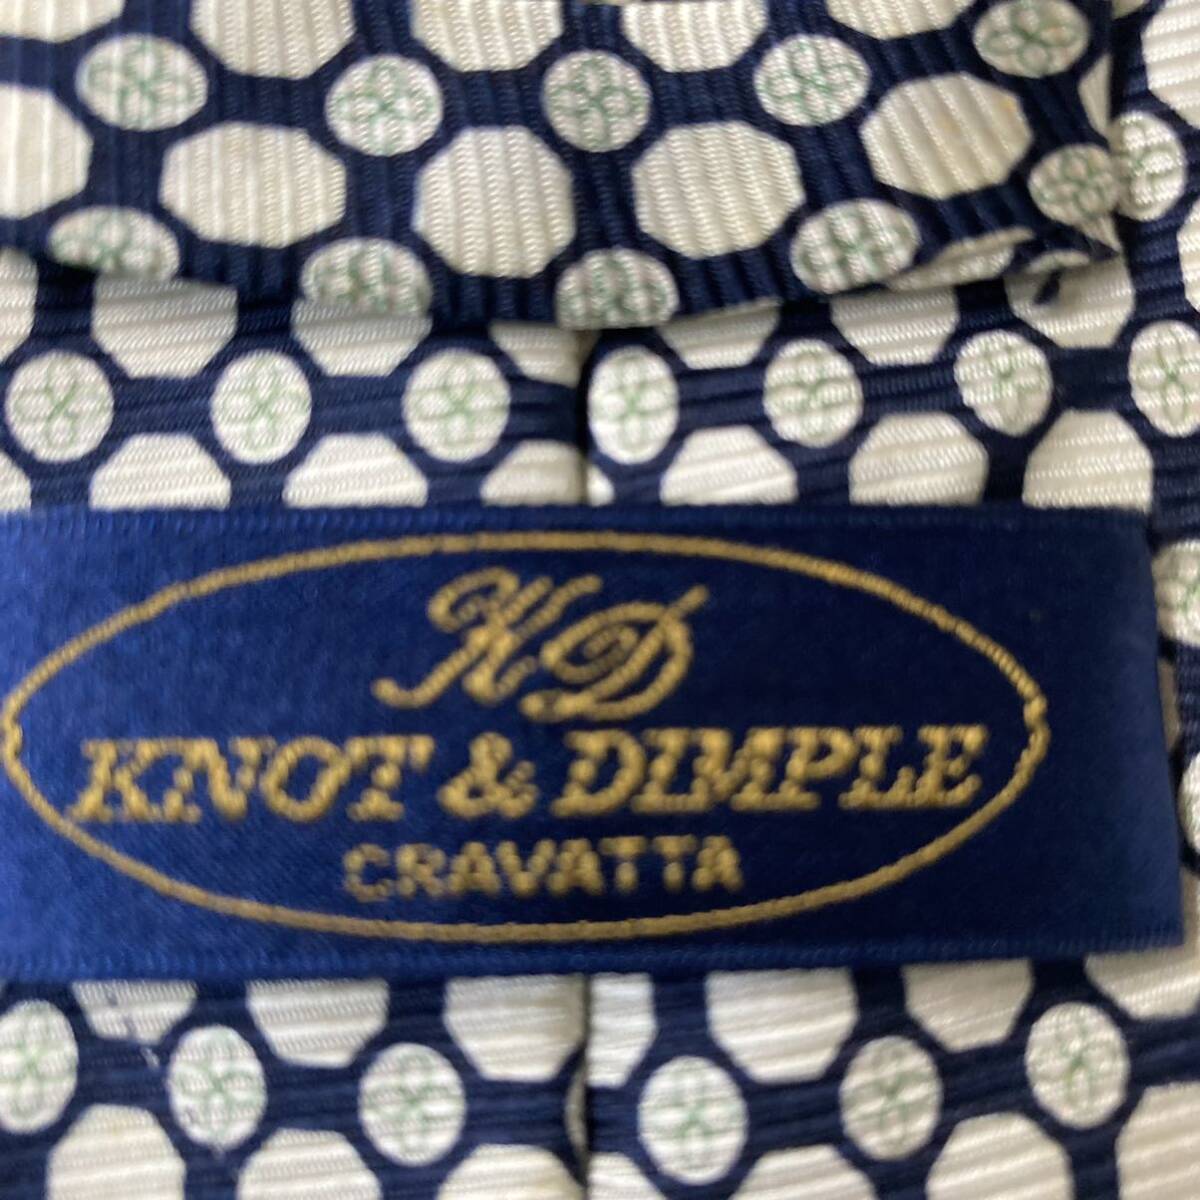 KD
KNOT & DIMPLE
CRAVATTA